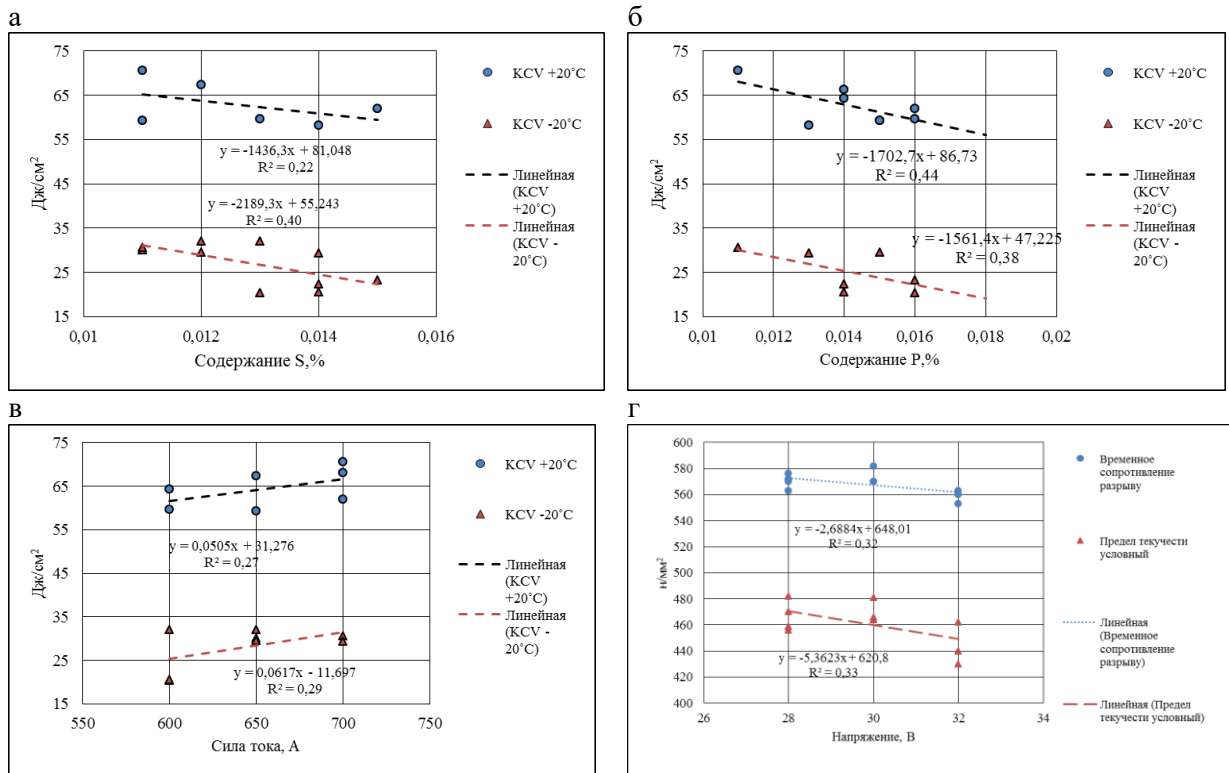 а
75
65
55
45
35
25
15
0,01
0,012
0,014
0,016
Дж/см²
Содержание S,%
y = -1436,3x + 81,048
R² = 0,22
y = -2189,3x + 55,243
R² = 0,40
KCV +20˚C
KCV -20˚C
Линейная
(KCV
+20˚C)
Линейная
(KCV -
20˚C)
б
75
65
55
45
35
25
15
0,01
0,012
0,014
0,016
0,018
0,02
Дж/см²
Содержание P,%
y = -1702,7x + 86,73
R² = 0,44
y = -1561,4x + 47,225
R² = 0,38
KCV +20˚C
KCV -20˚C
Линейная
(KCV
+20˚C)
Линейная
(KCV -
20˚C)
в
75
65
55
45
35
25
15
550
600
650
700
750
Дж/см²
Сила тока, А
y = 0,0505x + 31,276
R² = 0,27
y = 0,0617x - 11,697
R² = 0,29
KCV +20˚C
KCV -20˚C
Линейная
(KCV
+20˚C)
Линейная
(KCV -
20˚C)
г
600
580
560
540
520
500
480
460
440
420
400
26
28
30
32
34
н/мм²
Напряжение, В
y = -2,6884x + 648,01
R² = 0,32
y = -5,3623x + 620,8
R² = 0,33
Временное
сопротивление
разрыву
Предел текучести
условный
Линейная
(Временное
сопротивление
разрыву)
Линейная (Предел
текучести условный)